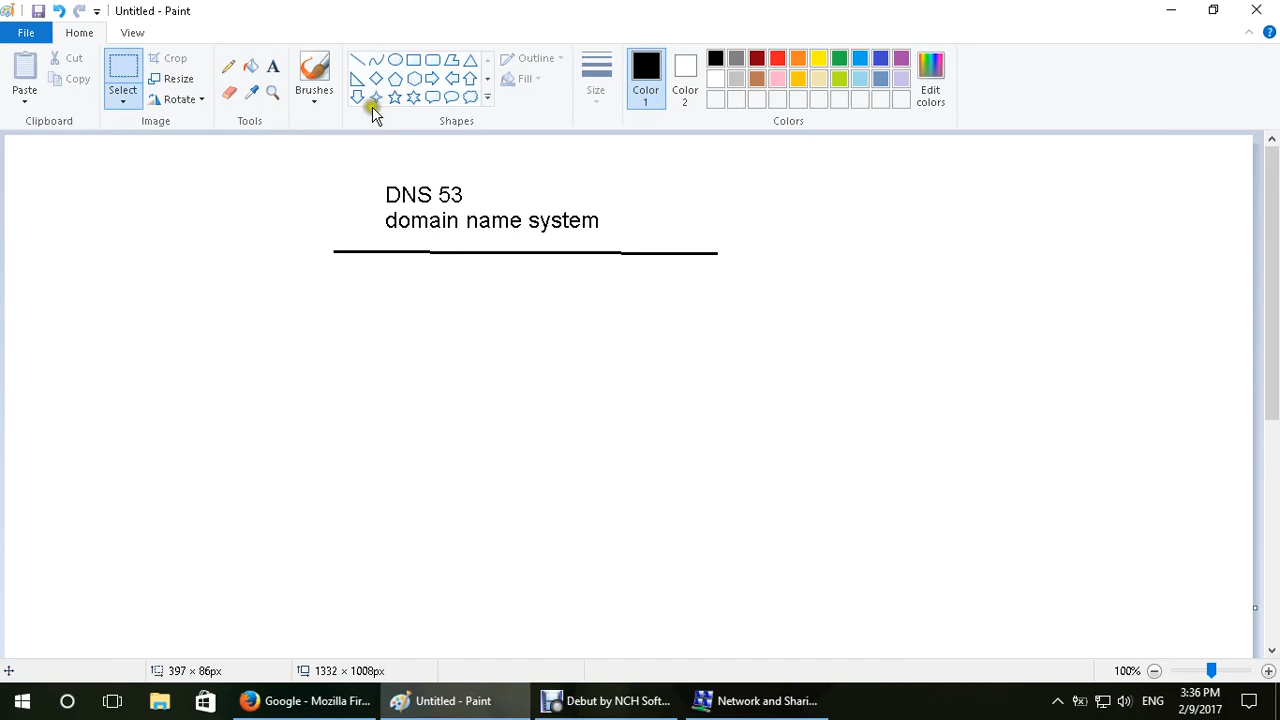 Untitled - Paint
File
Home
View
Paste
Cut
Copy
Clipboard
Select
Crop
Resize
Rotate
Image
Tools
Brushes
Shapes
Outline
Fill
Size
Color 1
Color 2
Edit colors
Colors
DNS 53
domain name system
397 × 86px
1332 × 1008px
100%
Google - Mozilla Fir...
Untitled - Paint
Debut by NCH Soft...
Network and Shari...
ENG
3:36 PM
2/9/2017